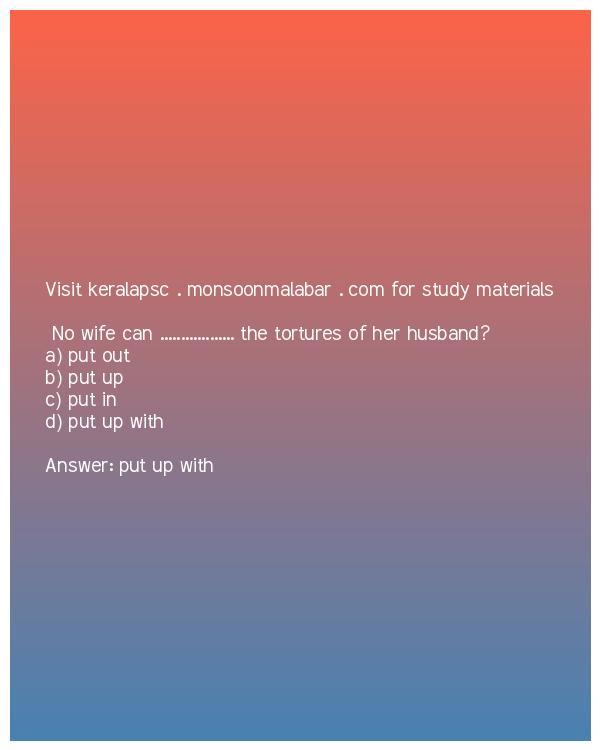 Visit keralapsc . monsoonmalabar . com for study materials
No wife can .................. the tortures of her husband?
a) put out
b) put up
c) put in
d) put up with
Answer: put up with